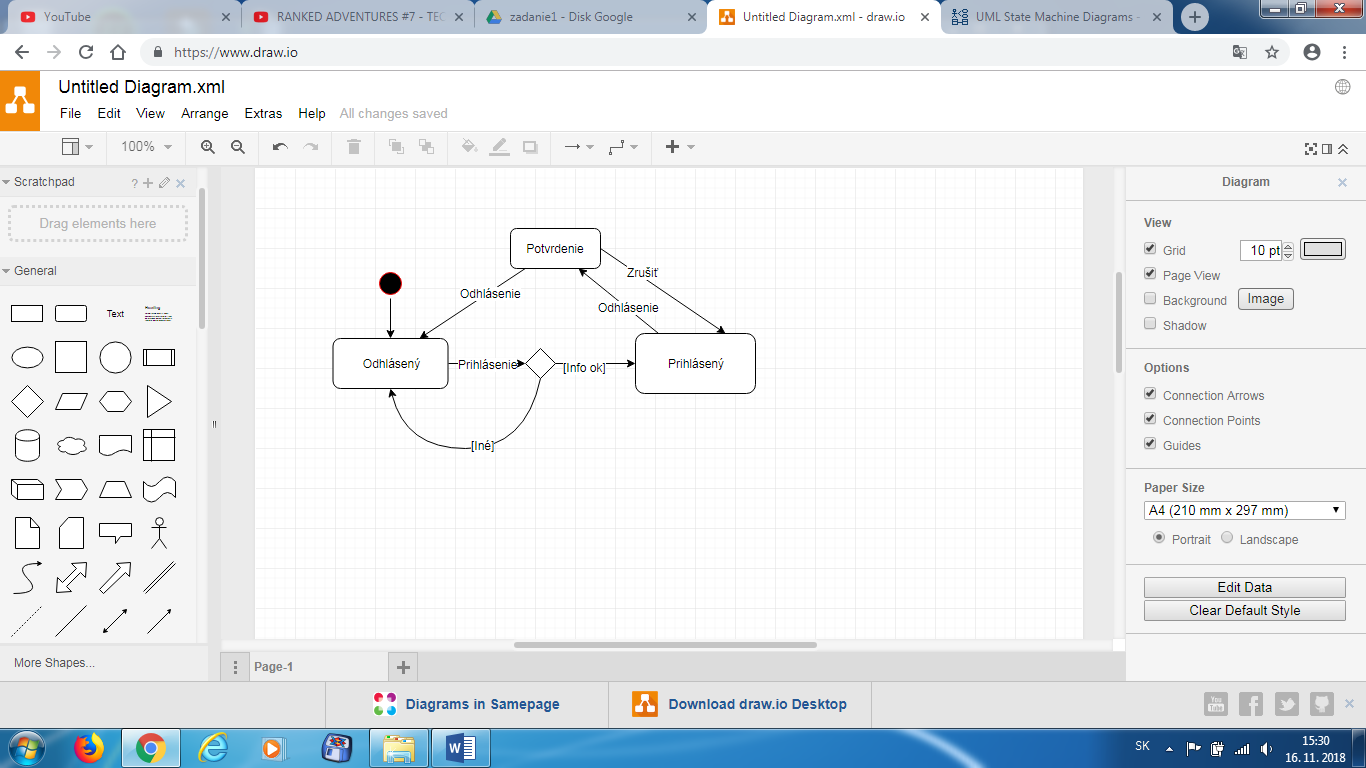 YouTube
RANKED ADVENTURES #7 - TEC
zadanie1 - Disk Google
Untitled Diagram.xml - draw.io
UML State Machine Diagrams -
https://www.draw.io
Untitled Diagram.xml
File Edit View Arrange Extras Help All changes saved
100%
Scratchpad
?
Drag elements here
General
Text
Heading
More Shapes...
Potvrdenie
Zrušiť
Odhlásenie
Odhlásenie
Odhlásený
Prihlásenie
[Info ok]
Prihlásený
[Iné]
Page-1
Diagram
View
Grid 10 pt
Page View
Background Image
Shadow
Options
Connection Arrows
Connection Points
Guides
Paper Size
A4 (210 mm x 297 mm)
Portrait Landscape
Edit Data
Clear Default Style
Diagrams in Samepage
Download draw.io Desktop
You
Tube
W
SK
15:30
16. 11. 2018